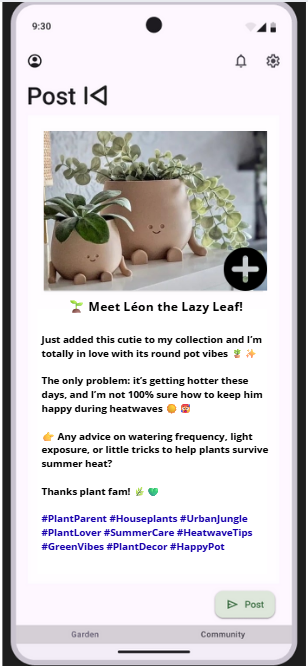 9:30
Post
🌱 Meet Léon the Lazy Leaf!
Just added this cutie to my collection and I’m
totally in love with its round pot vibes 🪴 ✨
The only problem: it’s getting hotter these
days, and I’m not 100% sure how to keep him
happy during heatwaves 🌞 🥵
👉 Any advice on watering frequency, light
exposure, or little tricks to help plants survive
summer heat?
Thanks plant fam! 🌿 💚
#PlantParent #Houseplants #UrbanJungle
#PlantLover #SummerCare #HeatwaveTips
#GreenVibes #PlantDecor #HappyPot
Post
Garden Community